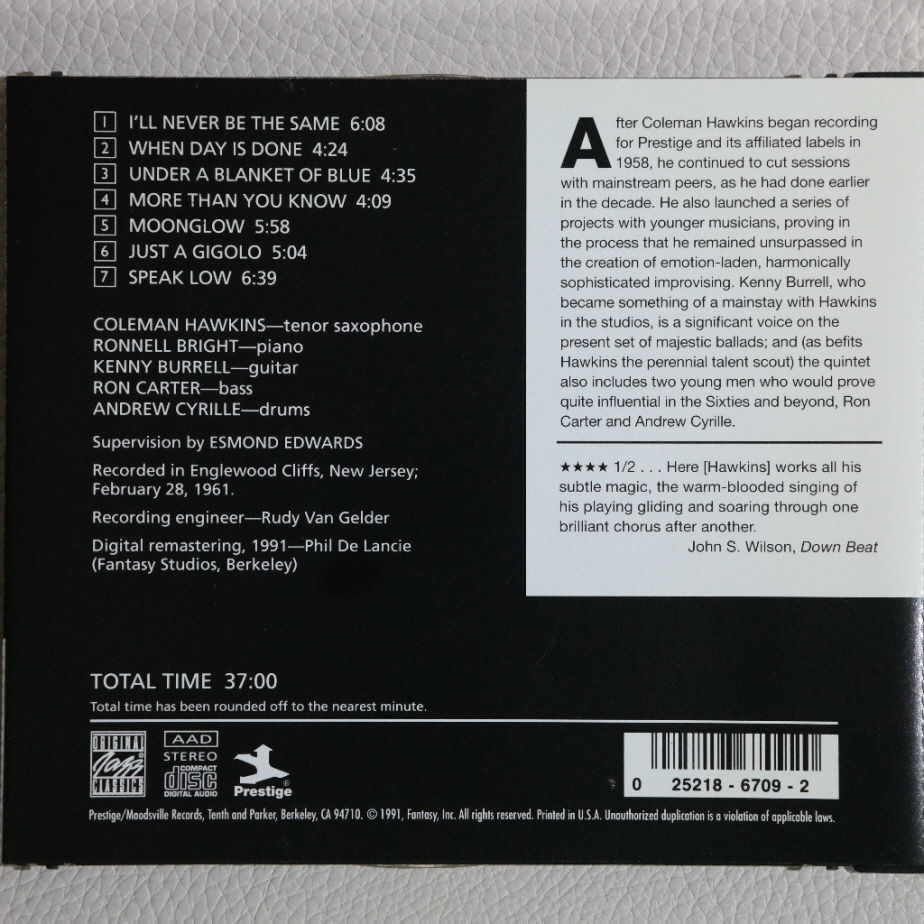 1 I'LL NEVER BE THE SAME 6:08
2 WHEN DAY IS DONE 4:24
3 UNDER A BLANKET OF BLUE 4:35
4 MORE THAN YOU KNOW 4:09
5 MOONGLOW 5:58
6 JUST A GIGOLO 5:04
7 SPEAK LOW 6:39
COLEMAN HAWKINS—tenor saxophone
RONNELL BRIGHT—piano
KENNY BURRELL—guitar
RON CARTER—bass
ANDREW CYRILLE—drums
Supervision by ESMOND EDWARDS
Recorded in Englewood Cliffs, New Jersey;
February 28, 1961.
Recording engineer—Rudy Van Gelder
Digital remastering, 1991—Phil De Lancie
(Fantasy Studios, Berkeley)
After Coleman Hawkins began recording
for Prestige and its affiliated labels in
1958, he continued to cut sessions
with mainstream peers, as he had done earlier
in the decade. He also launched a series of
projects with younger musicians, proving in
the process that he remained unsurpassed in
the creation of emotion-laden, harmonically
sophisticated improvising. Kenny Burrell, who
became something of a mainstay with Hawkins
in the studios, is a significant voice on the
present set of majestic ballads; and (as befits
Hawkins the perennial talent scout) the quintet
also includes two young men who would prove
quite influential in the Sixties and beyond, Ron
Carter and Andrew Cyrille.
★★★★ 1/2 . . . Here [Hawkins] works all his
subtle magic, the warm-blooded singing of
his playing gliding and soaring through one
brilliant chorus after another.
John S. Wilson, Down Beat
TOTAL TIME 37:00
Total time has been rounded off to the nearest minute.
ORIGINAL
Jazz
CLASSICS
AAD
STEREO
COMPACT
disc
DIGITAL AUDIO
Prestige®
0 25218 - 6709 - 2
Prestige/Moodsville Records, Tenth and Parker, Berkeley, CA 94710. © 1991, Fantasy, Inc. All rights reserved. Printed in U.S.A. Unauthorized duplication is a violation of applicable laws.